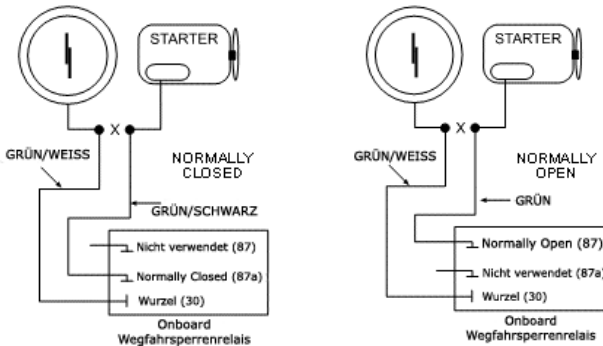 STARTER
X
GRÜN/WEISS
NORMALLY
CLOSED
GRÜN/SCHWARZ
Nicht verwendet (87)
Normally Closed (87a)
Wurzel (30)
Onboard
Wegfahrsperrenrelais
STARTER
X
GRÜN/WEISS
NORMALLY
OPEN
GRÜN
Normally Open (87)
Nicht verwendet (87a)
Wurzel (30)
Onboard
Wegfahrsperrenrelais